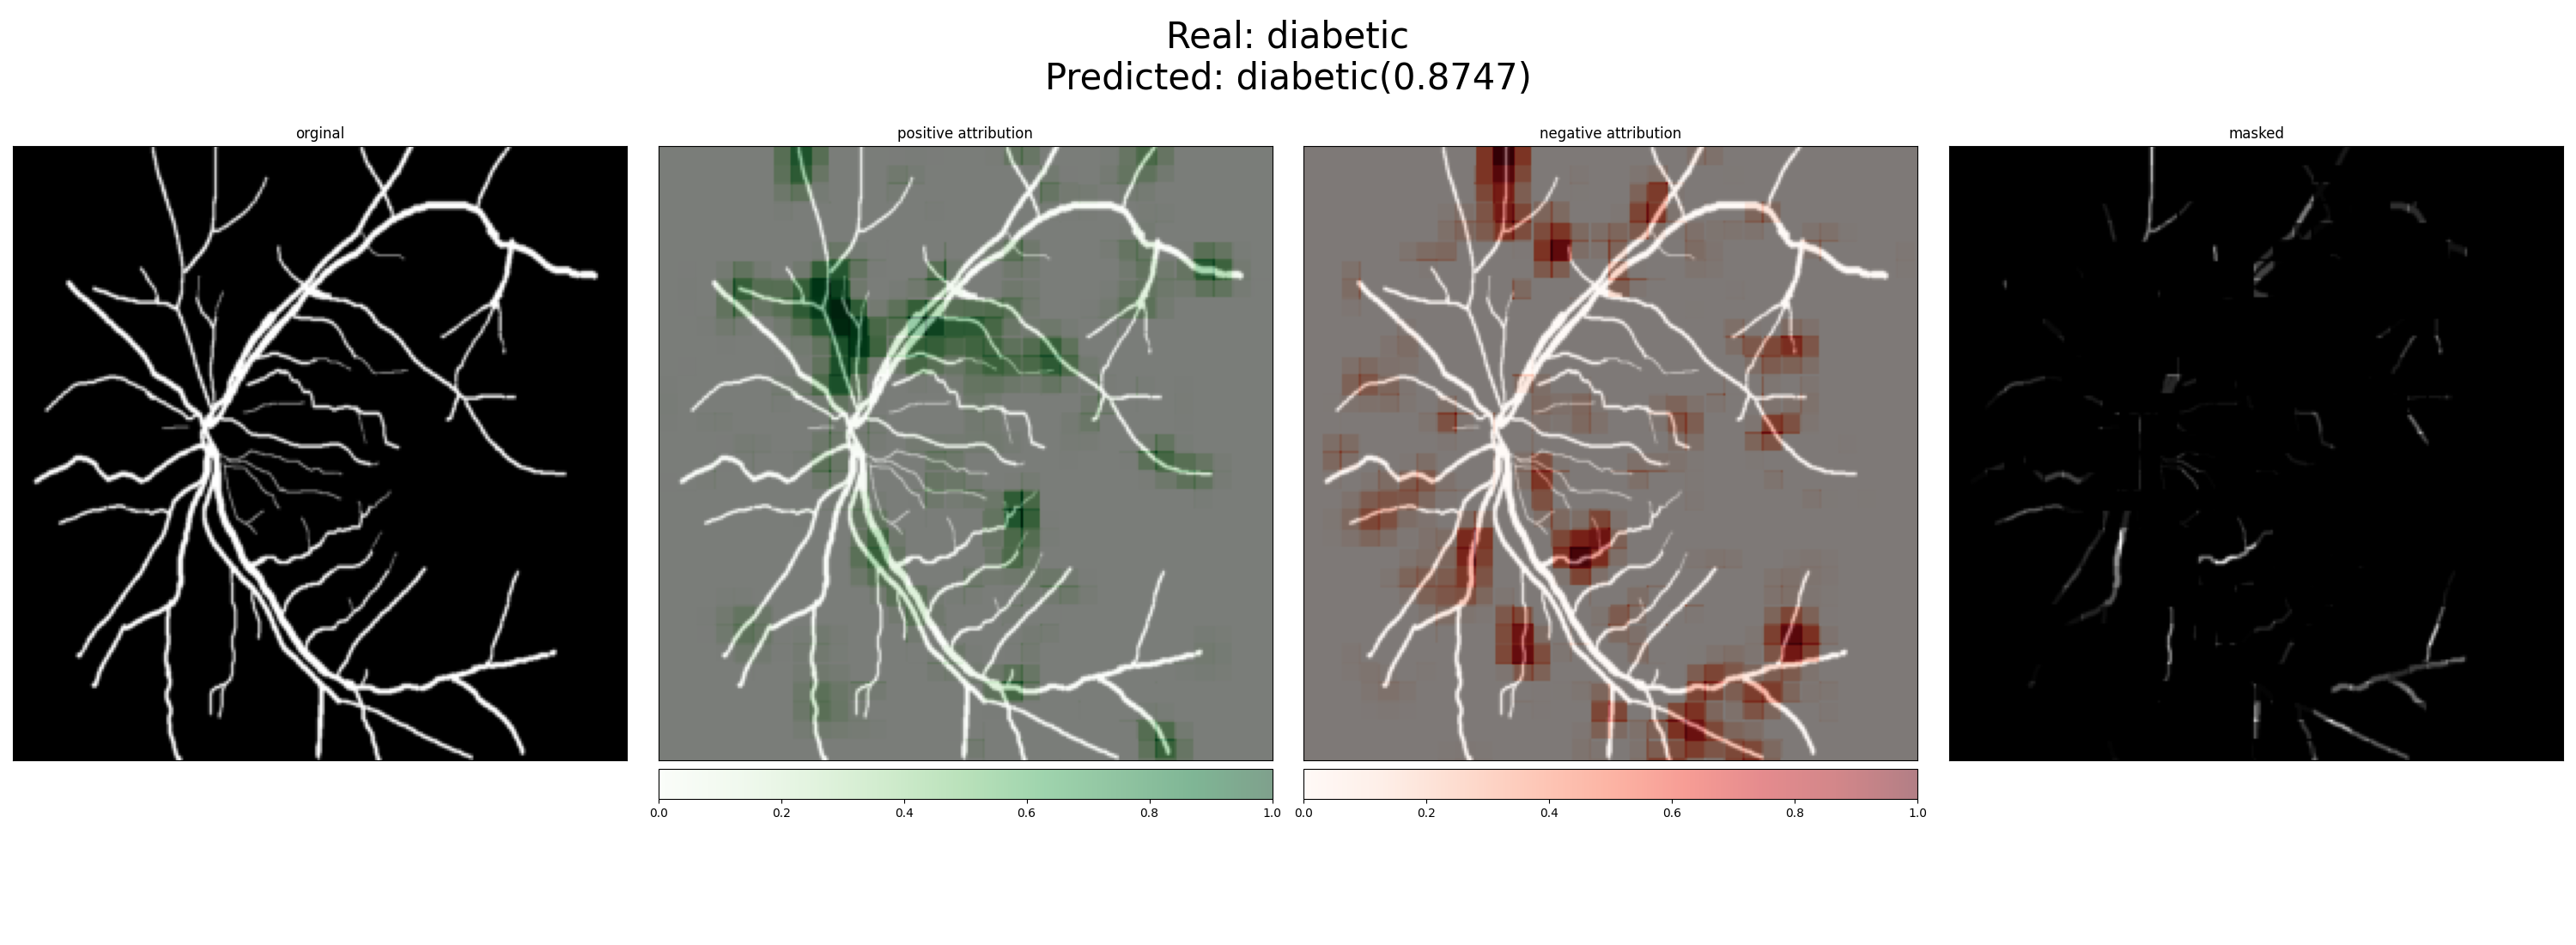 Real: diabetic
Predicted: diabetic(0.8747)
orginal
positive attribution
negative attribution
masked
0.0 0.2 0.4 0.6 0.8 1.0
0.0 0.2 0.4 0.6 0.8 1.0